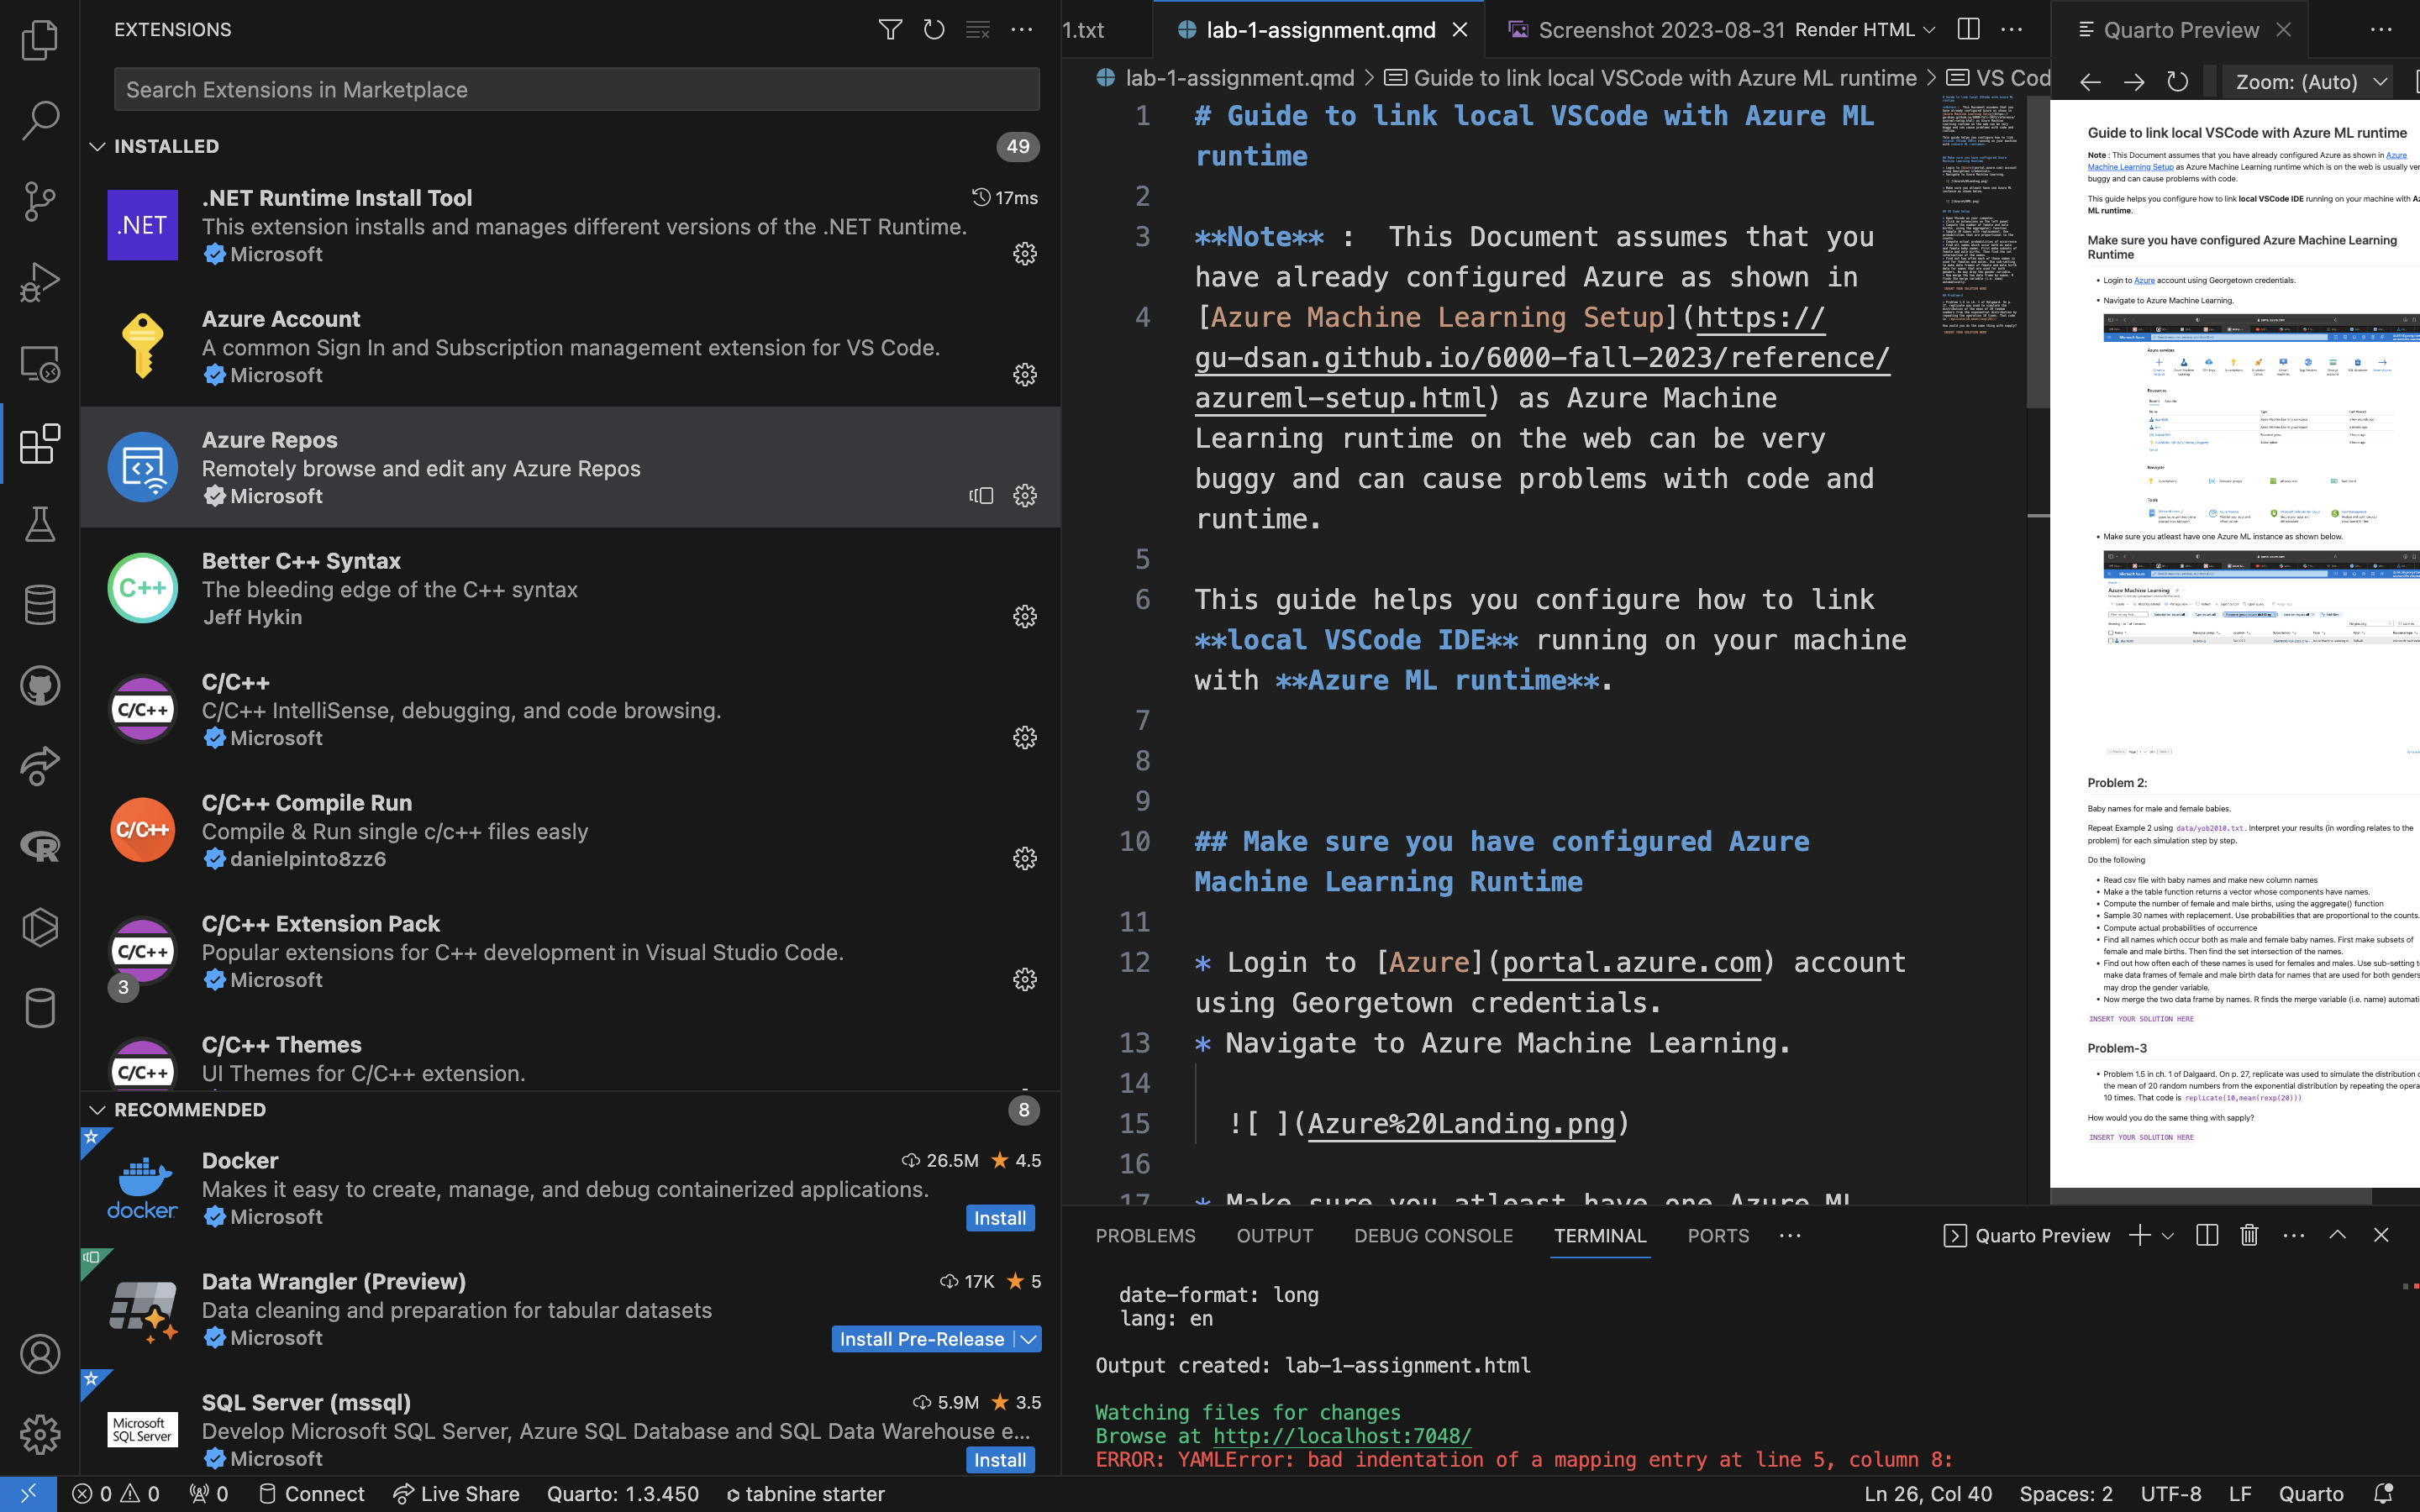 EXTENSIONS
Search Extensions in Marketplace
INSTALLED
49
.NET
.NET Runtime Install Tool
17ms
This extension installs and manages different versions of the .NET Runtime.
Microsoft
Azure Account
A common Sign In and Subscription management extension for VS Code.
Microsoft
Azure Repos
Remotely browse and edit any Azure Repos
Microsoft
C++
Better C++ Syntax
The bleeding edge of the C++ syntax
Jeff Hykin
C/C++
C/C++
C/C++ IntelliSense, debugging, and code browsing.
Microsoft
C/C++
C/C++ Compile Run
Compile & Run single c/c++ files easly
danielpinto8zz6
C/C++
3
C/C++ Extension Pack
Popular extensions for C++ development in Visual Studio Code.
Microsoft
C/C++
C/C++ Themes
UI Themes for C/C++ extension.
RECOMMENDED
8
docker
Docker
26.5M 4.5
Makes it easy to create, manage, and debug containerized applications.
Microsoft
Install
Data Wrangler (Preview)
17K 5
Data cleaning and preparation for tabular datasets
Microsoft
Install Pre-Release
Microsoft
SQL Server
SQL Server (mssql)
5.9M 3.5
Develop Microsoft SQL Server, Azure SQL Database and SQL Data Warehouse e...
Microsoft
Install
1.txt
lab-1-assignment.qmd
Screenshot 2023-08-31
Render HTML
lab-1-assignment.qmd > Guide to link local VSCode with Azure ML runtime > VS Cod
1 # Guide to link local VSCode with Azure ML
runtime
2
3 **Note** :  This Document assumes that you
have already configured Azure as shown in
4 [Azure Machine Learning Setup](https://
gu-dsan.github.io/6000-fall-2023/reference/
azureml-setup.html) as Azure Machine
Learning runtime on the web can be very
buggy and can cause problems with code and
runtime.
5
6 This guide helps you configure how to link
**local VSCode IDE** running on your machine
with **Azure ML runtime**.
7
8
9
10 ## Make sure you have configured Azure
Machine Learning Runtime
11
12 * Login to [Azure](portal.azure.com) account
using Georgetown credentials.
13 * Navigate to Azure Machine Learning.
14
15 ![ ](Azure%20Landing.png)
16
17 * Make sure you atleast have one Azure ML
Quarto Preview
Zoom: (Auto)
Guide to link local VSCode with Azure ML runtime
Note : This Document assumes that you have already configured Azure as shown in Azure
Machine Learning Setup as Azure Machine Learning runtime which is on the web is usually ver
buggy and can cause problems with code.
This guide helps you configure how to link local VSCode IDE running on your machine with Az
ML runtime.
Make sure you have configured Azure Machine Learning
Runtime
• Login to Azure account using Georgetown credentials.
• Navigate to Azure Machine Learning.
• Make sure you atleast have one Azure ML instance as shown below.
Azure Machine Learning
Problem 2:
Baby names for male and female babies.
Repeat Example 2 using data/yob2010.txt. Interpret your results (in wording relates to the
problem) for each simulation step by step.
Do the following
• Read csv file with baby names and make new column names
• Make a the table function returns a vector whose components have names.
• Compute the number of female and male births, using the aggregate() function
• Sample 30 names with replacement. Use probabilities that are proportional to the counts.
• Compute actual probabilities of occurrence
• Find all names which occur both as male and female baby names. First make subsets of
female and male births. Then find the set intersection of the names.
• Find out how often each of these names is used for females and males. Use sub-setting t
make data frames of female and male birth data for names that are used for both genders
may drop the gender variable.
• Now merge the two data frame by names. R finds the merge variable (i.e. name) automati
INSERT YOUR SOLUTION HERE
Problem-3
• Problem 1.5 in ch. 1 of Dalgaard. On p. 27, replicate was used to simulate the distribution o
the mean of 20 random numbers from the exponential distribution by repeating the opera
10 times. That code is replicate(10,mean(rexp(20)))
How would you do the same thing with sapply?
INSERT YOUR SOLUTION HERE
PROBLEMS OUTPUT DEBUG CONSOLE TERMINAL PORTS
Quarto Preview
date-format: long
lang: en
Output created: lab-1-assignment.html
Watching files for changes
Browse at http://localhost:7048/
ERROR: YAMLError: bad indentation of a mapping entry at line 5, column 8:
0 0 0 Connect Live Share Quarto: 1.3.450 tabnine starter
Ln 26, Col 40 Spaces: 2 UTF-8 LF Quarto